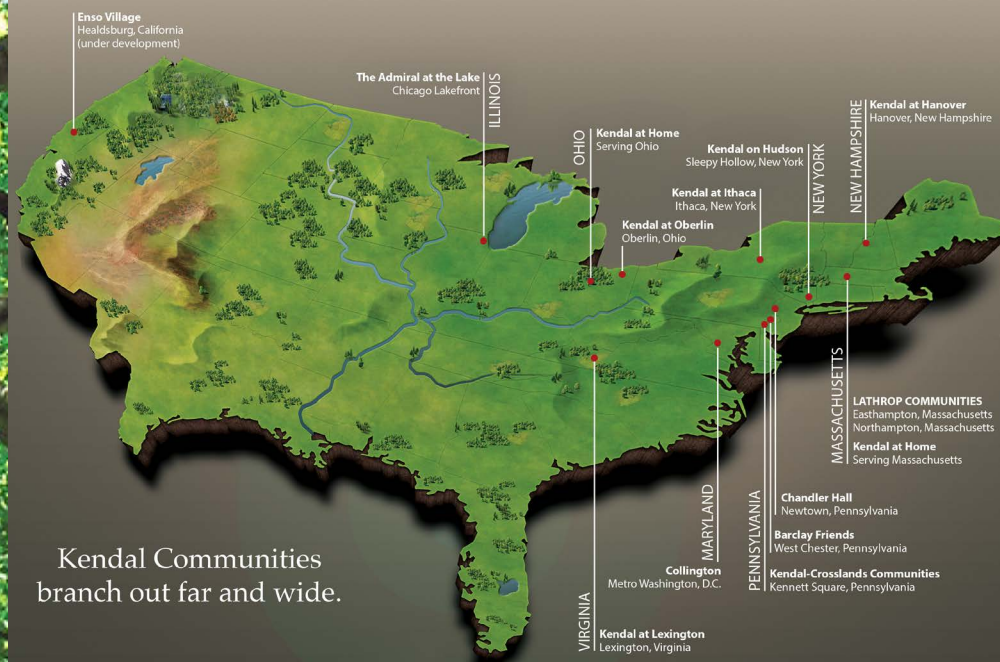 Enso Village
Healdsburg, California
(under development)
The Admiral at the Lake
Chicago Lakefront
ILLINOIS
OHIO
Kendal at Home
Serving Ohio
Kendal at Oberlin
Oberlin, Ohio
Kendal at Ithaca
Ithaca, New York
Kendal on Hudson
Sleepy Hollow, New York
NEW YORK
NEW HAMPSHIRE
Kendal at Hanover
Hanover, New Hampshire
MASSACHUSETTS
LATHROP COMMUNITIES
Easthampton, Massachusetts
Northampton, Massachusetts
Kendal at Home
Serving Massachusetts
PENNSYLVANIA
Chandler Hall
Newtown, Pennsylvania
Barclay Friends
West Chester, Pennsylvania
Kendal-Crosslands Communities
Kennett Square, Pennsylvania
MARYLAND
Collington
Metro Washington, D.C.
VIRGINIA
Kendal at Lexington
Lexington, Virginia
Kendal Communities
branch out far and wide.